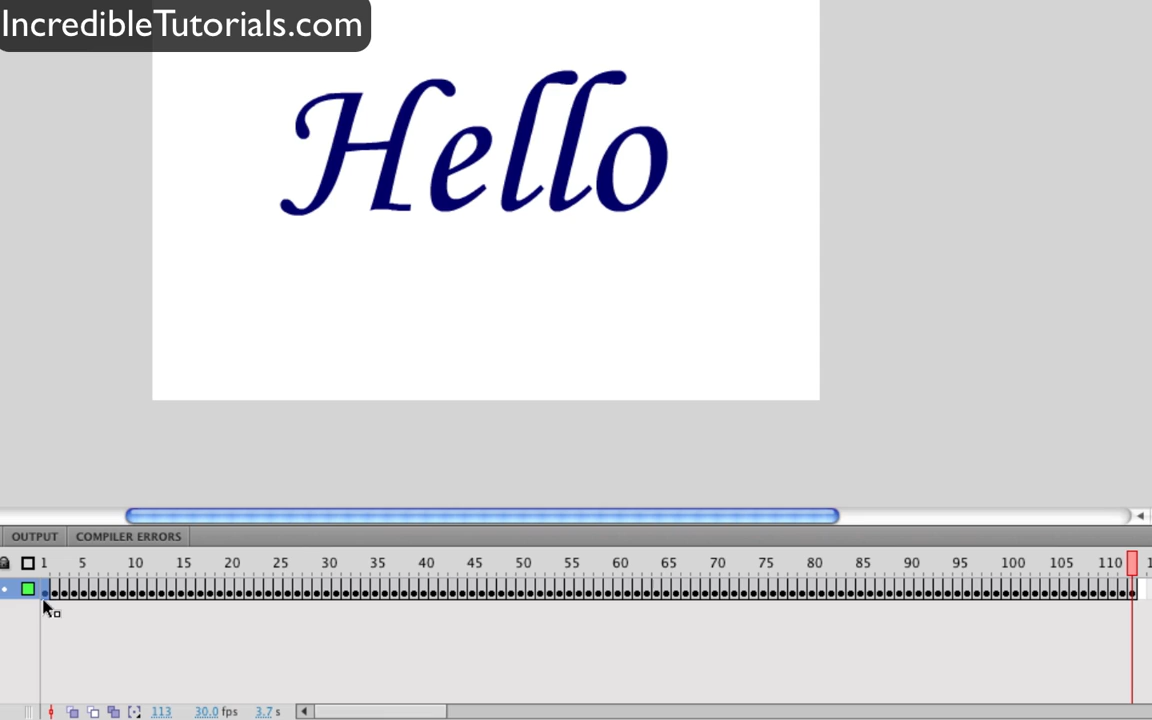 IncredibleTutorials.com
Hello
OUTPUT COMPILER ERRORS
1 5 10 15 20 25 30 35 40 45 50 55 60 65 70 75 80 85 90 95 100 105 110 1
113 30.0 fps 3.7 s